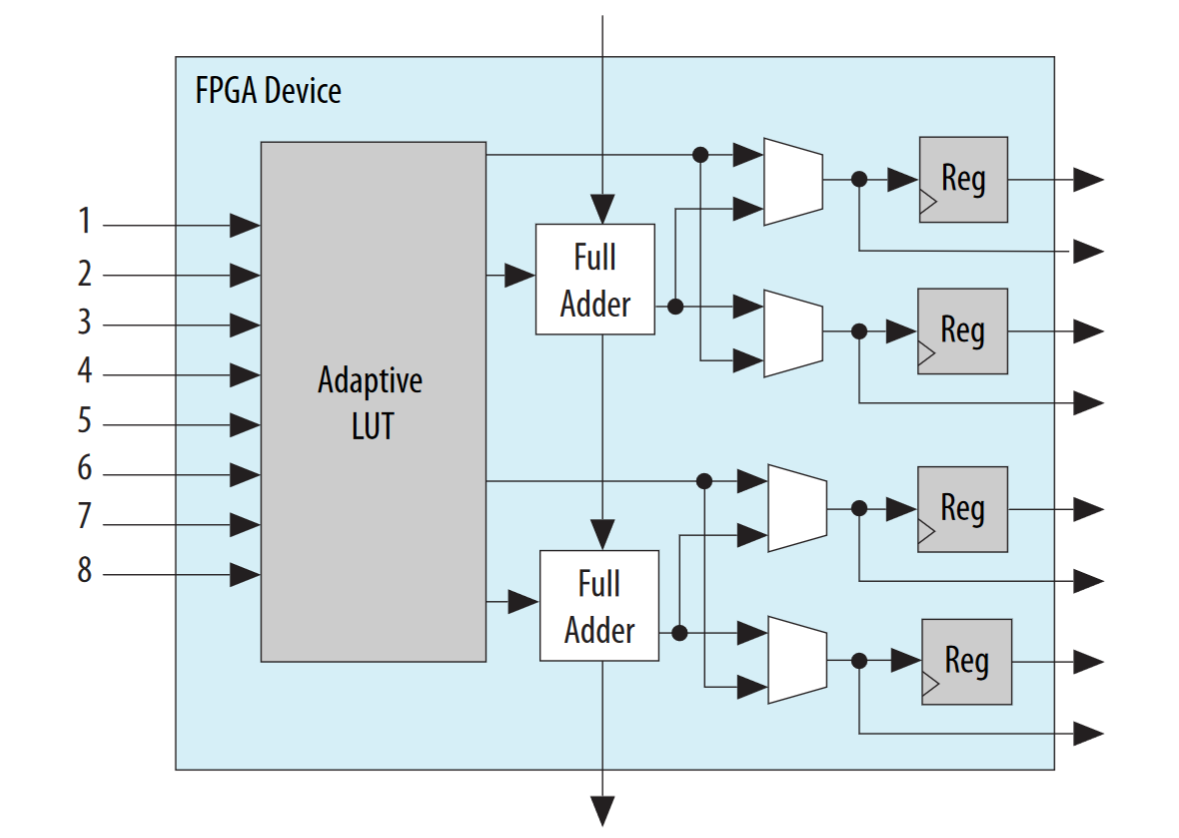 FPGA Device
1
2
3
4
5
6
7
8
Adaptive
LUT
Full
Adder
Full
Adder
Reg
Reg
Reg
Reg